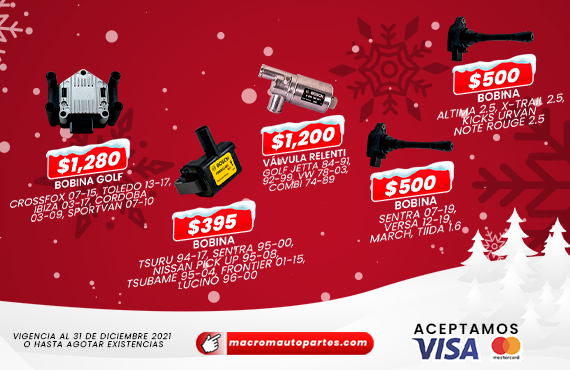 $1,280
BOBINA GOLF
CROSSFOX 07-15, TOLEDO 13-17,
IBIZA 03-17, CORDOBA
03-09, SPORTVAN 07-10
BOSCH
$395
BOBINA
TSURU 94-17, SENTRA 95-00,
NISSAN PICK UP 95-08,
TSUBAME 95-04, FRONTIER 01-15,
LUCINO 96-00
BOSCH
$1,200
VÁLVULA RELENTI
GOLF JETTA 84-91,
92-99, VW 78-03,
COMBI 74-89
$500
BOBINA
ALTIMA 2.5, X-TRAIL 2.5,
KICKS URVAN
NOTE ROUGE 2.5
$500
BOBINA
SENTRA 07-19,
VERSA 12-19,
MARCH, TIIDA 1.6
VIGENCIA AL 31 DE DICIEMBRE 2021
O HASTA AGOTAR EXISTENCIAS
macromautopartes.com
ACEPTAMOS
VISA
mastercard